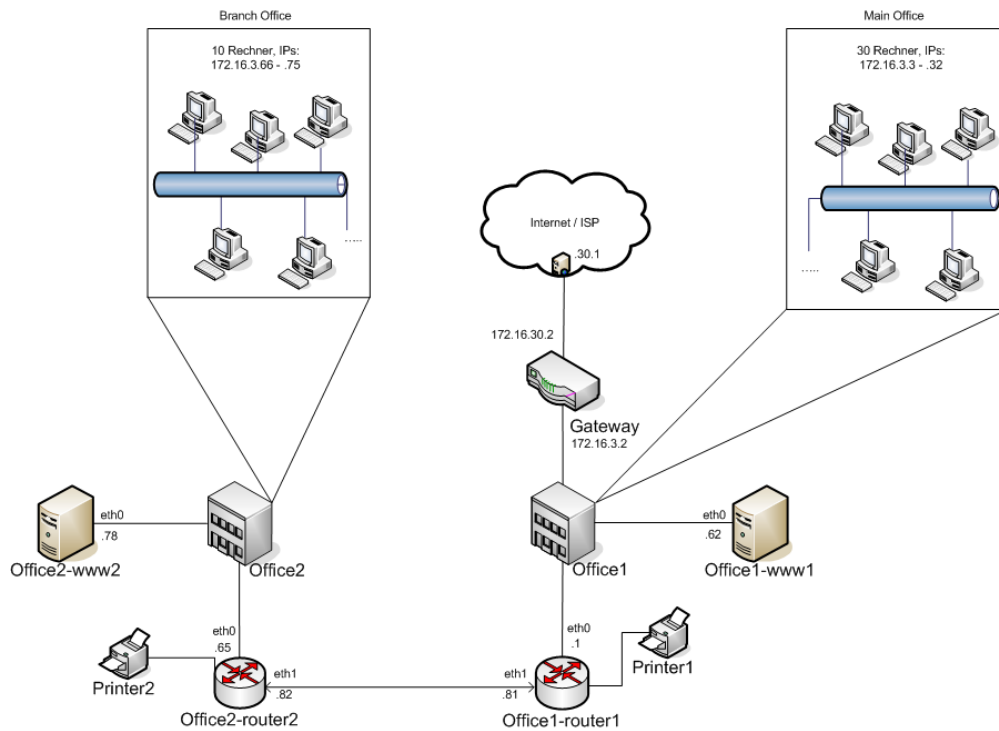 Branch Office
Main Office
10 Rechner, IPs:
172.16.3.66 - .75
30 Rechner, IPs:
172.16.3.3 - .32
.....
.....
Internet / ISP
.30.1
172.16.30.2
Gateway
172.16.3.2
eth0
.78
Office2-www2
Office2
Office1
eth0
.62
Office1-www1
eth0
.65
Printer2
eth1
.82
Office2-router2
eth0
.1
eth1
.81
Printer1
Office1-router1